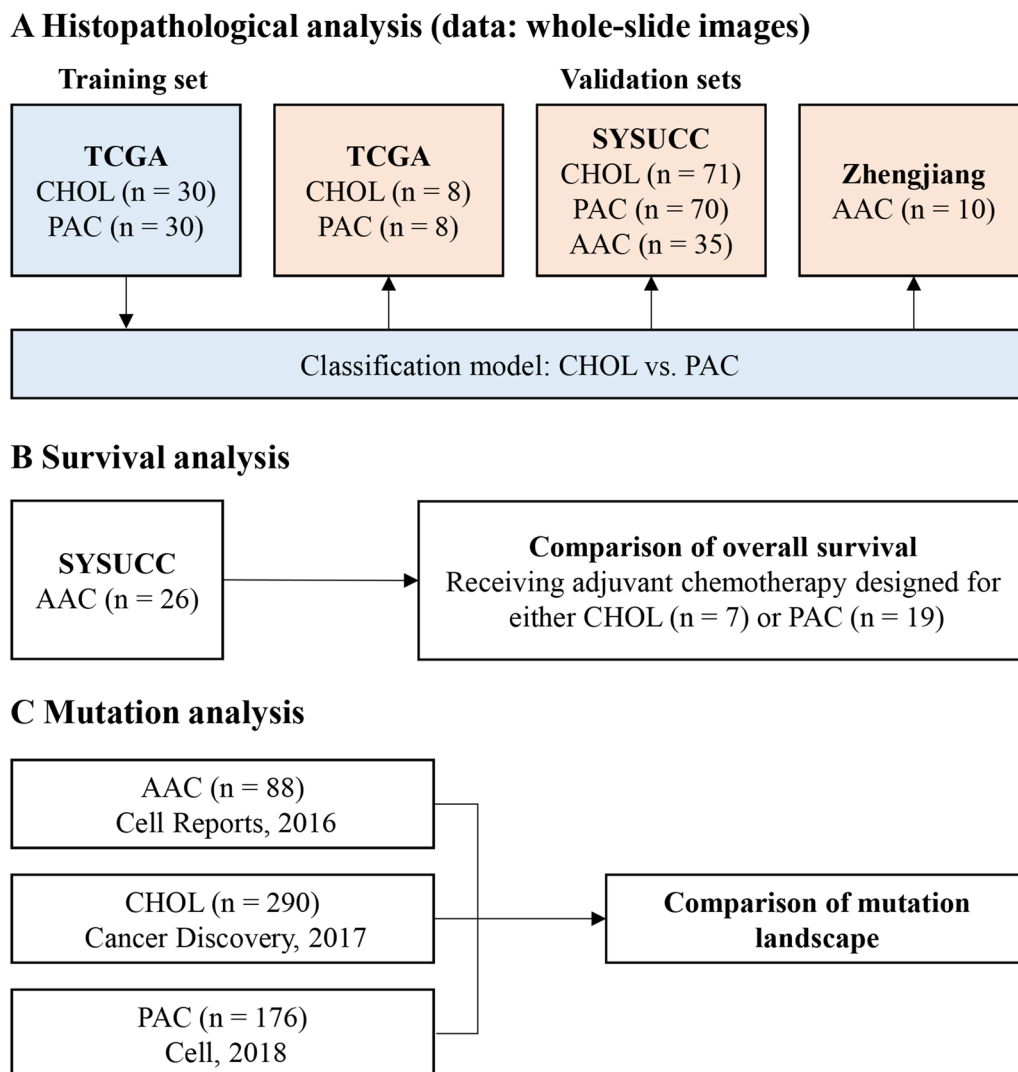 A Histopathological analysis (data: whole-slide images)
Training set
Validation sets
TCGA
CHOL (n = 30)
PAC (n = 30)
TCGA
CHOL (n = 8)
PAC (n = 8)
SYSUCC
CHOL (n = 71)
PAC (n = 70)
AAC (n = 35)
Zhengjiang
AAC (n = 10)
Classification model: CHOL vs. PAC
B Survival analysis
SYSUCC
AAC (n = 26)
Comparison of overall survival
Receiving adjuvant chemotherapy designed for
either CHOL (n = 7) or PAC (n = 19)
C Mutation analysis
AAC (n = 88)
Cell Reports, 2016
CHOL (n = 290)
Cancer Discovery, 2017
PAC (n = 176)
Cell, 2018
Comparison of mutation
landscape